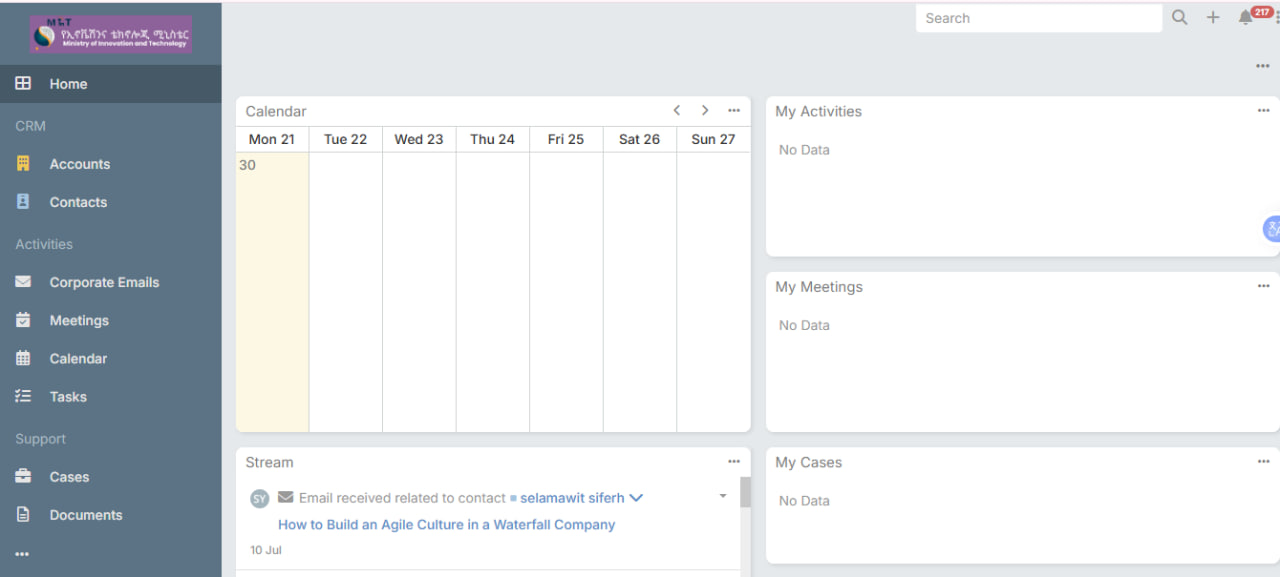 ሚኢቴ
የኢኖቬሽንና ቴክኖሎጂ ሚኒስቴር
Ministry of Innovation and Technology
Search
217
Home
CRM
Accounts
Contacts
Activities
Corporate Emails
Meetings
Calendar
Tasks
Support
Cases
Documents
Calendar
Mon 21 Tue 22 Wed 23 Thu 24 Fri 25 Sat 26 Sun 27
30
My Activities
No Data
My Meetings
No Data
Stream
SY Email received related to contact selamawit siferh
How to Build an Agile Culture in a Waterfall Company
10 Jul
My Cases
No Data